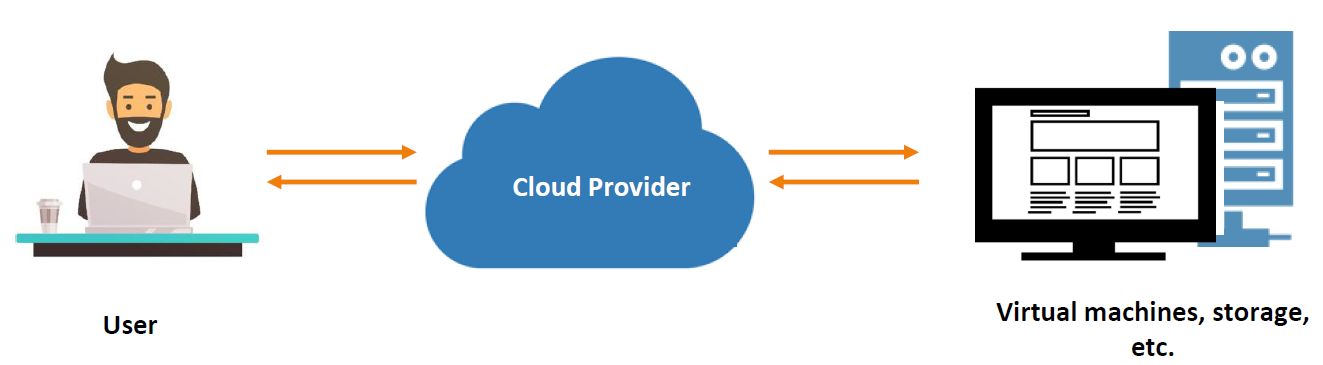 Cloud Provider
User
Virtual machines, storage,
etc.